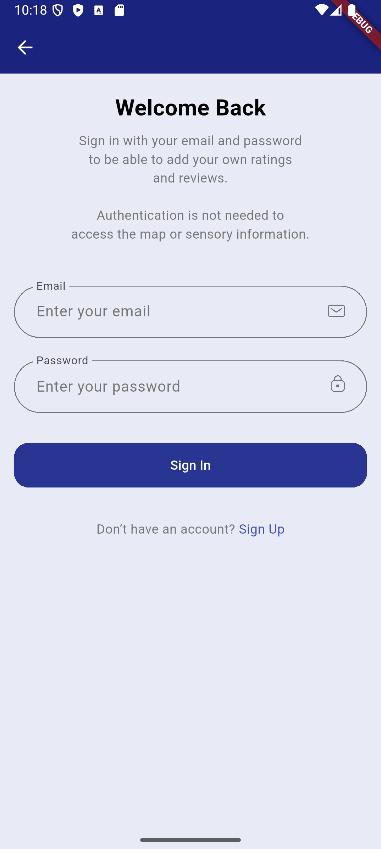 10:18
DEBUG
Welcome Back
Sign in with your email and password
to be able to add your own ratings
and reviews.
Authentication is not needed to
access the map or sensory information.
Email
Enter your email
Password
Enter your password
Sign In
Don't have an account? Sign Up